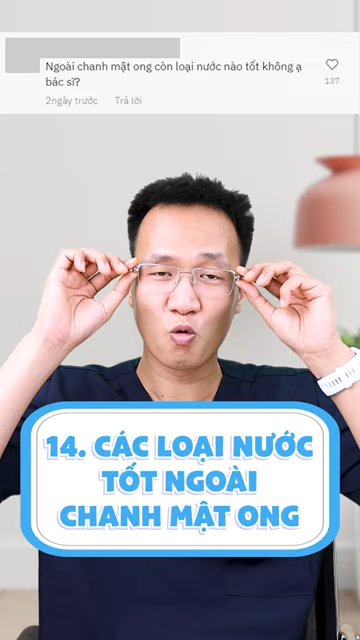 Ngoài chanh mật ong còn loại nước nào tốt không ạ
bác sĩ?
137
2ngày trước Trả lời
14. CÁC LOẠI NƯỚC
TỐT NGOÀI
CHANH MẬT ONG